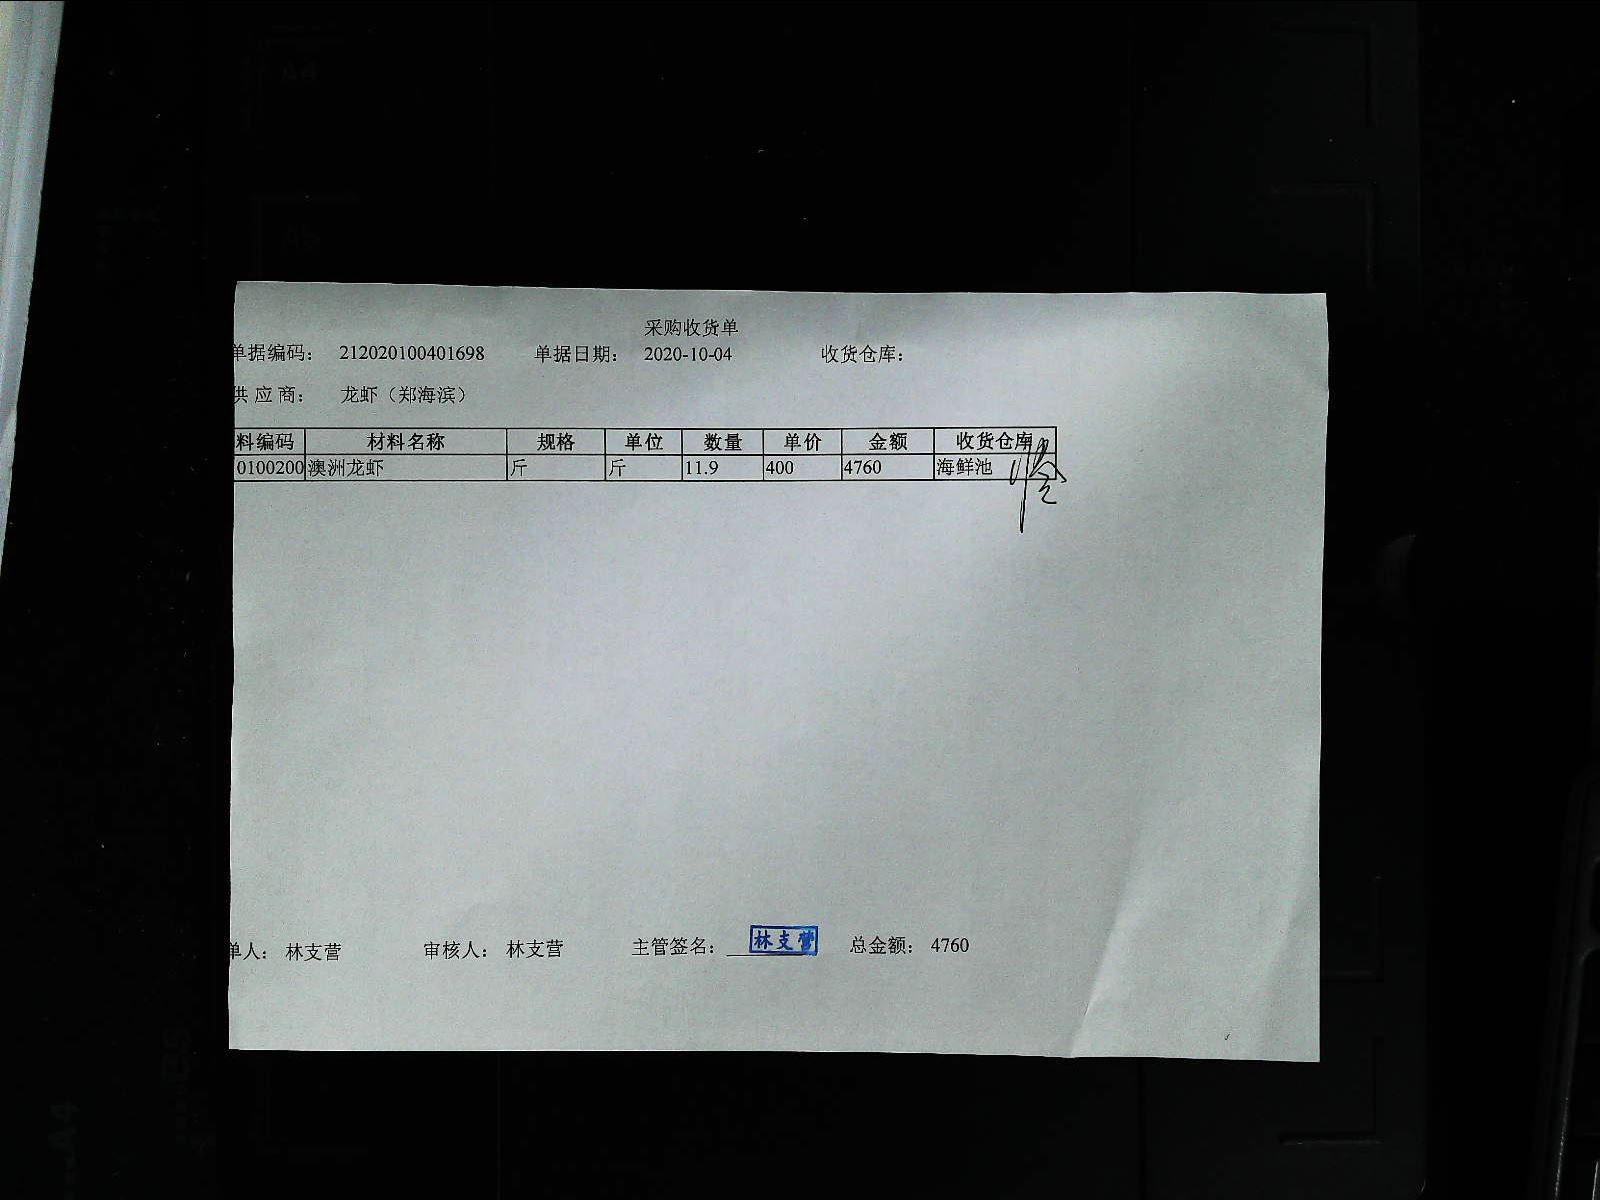 采购收货单
单据编码： 212020100401698 单据日期： 2020-10-04 收货仓库：
供 应 商： 龙虾（郑海滨）
料编码 材料名称 规格 单位 数量 单价 金额 收货仓库
0100200 澳洲龙虾 斤 斤 11.9 400 4760 海鲜池
单人： 林支营 审核人： 林支营 主管签名： 林支营 总金额： 4760